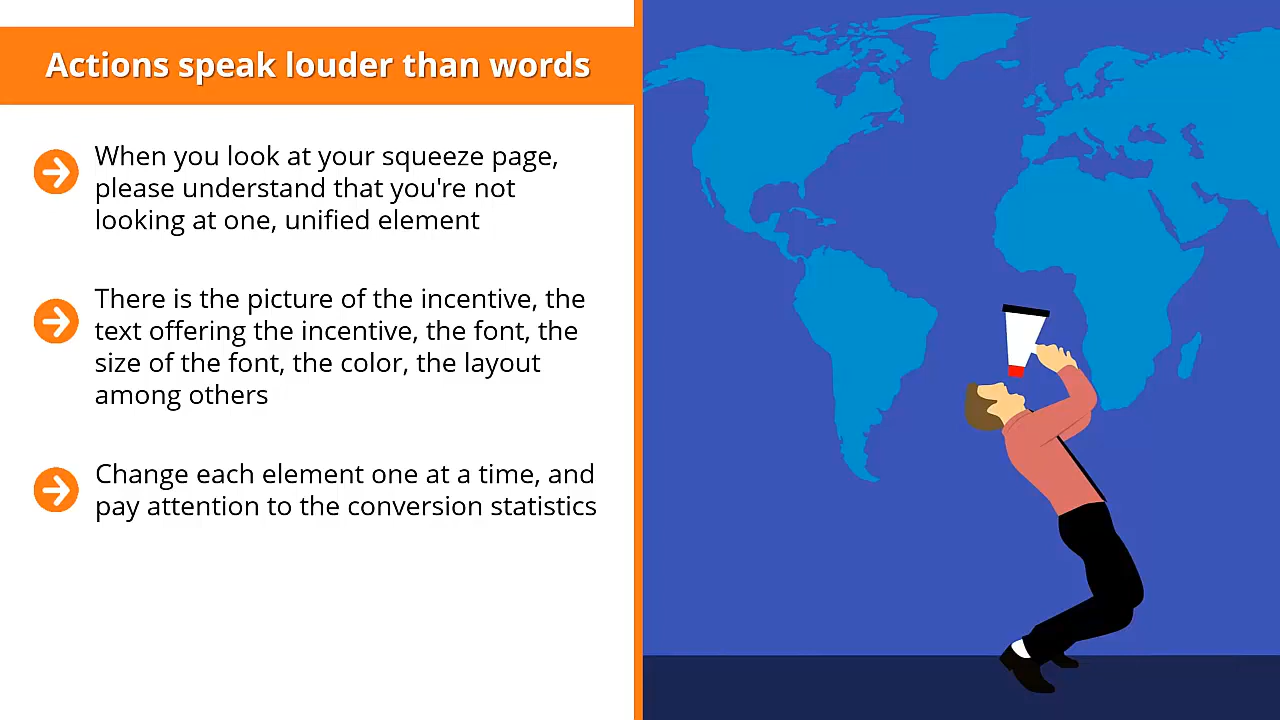 Actions speak louder than words
When you look at your squeeze page,
please understand that you're not
looking at one, unified element
There is the picture of the incentive, the
text offering the incentive, the font, the
size of the font, the color, the layout
among others
Change each element one at a time, and
pay attention to the conversion statistics